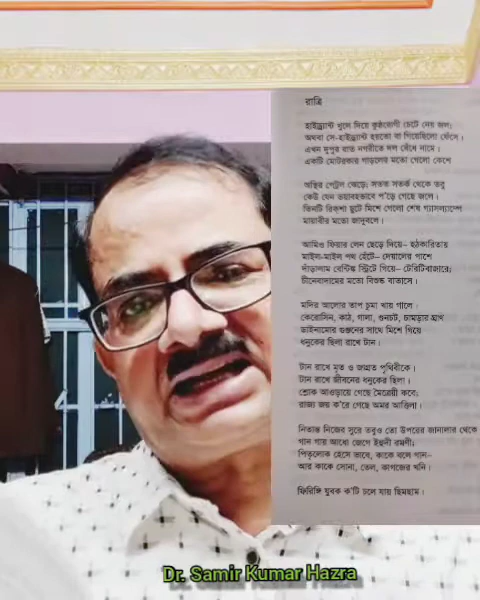 রাত্রি
হাইড্র্যান্ট খুলে দিয়ে কুষ্ঠরোগী চেটে নেয় জল;
অথবা সে-হাইড্র্যান্ট হয়তো বা গিয়েছিলো ফেঁসে।
এখন দুপুর রাত নগরীতে দল বেঁধে নামে।
একটি মোটরকার গাড়লের মতো গেলো কেশে
অস্থির পেট্রল ঝেড়ে; সতত সতর্ক থেকে তবু
কেউ যেন ভয়াবহভাবে প'ড়ে গেছে জলে।
তিনটি রিক্‌শা ছুটে মিশে গেলো শেষ গ্যাসল্যাম্পে
মায়াবীর মতো জাদুবলে।
আমিও ফিয়ার লেন ছেড়ে দিয়ে– হঠকারিতায়
মাইল-মাইল পথ হেঁটে– দেয়ালের পাশে
দাঁড়ালাম বেন্টিঙ্ক স্ট্রিটে গিয়ে– টেরিটিবাজারে;
চীনেবাদামের মতো বিশুষ্ক বাতাসে।
মদির আলোর তাপ চুমা খায় গালে।
কেরোসিন, কাঠ, গালা, গুনচট, চামড়ার ঘ্রাণ
ডাইনামোর গুঞ্জনের সাথে মিশে গিয়ে
ধনুকের ছিলা রাখে টান।
টান রাখে মৃত ও জাগ্রত পৃথিবীকে।
টান রাখে জীবনের ধনুকের ছিলা।
শ্লোক আওড়ায়ে গেছে মৈত্রেয়ী কবে;
রাজ্য জয় ক'রে গেছে অমর আত্তিলা।
নিতান্ত নিজের সুরে তবুও তো উপরের জানালার থেকে
গান গায় আধো জেগে ইহুদী রমণী;
পিতৃলোক হেসে ভাবে, কাকে বলে গান–
আর কাকে সোনা, তেল, কাগজের খনি।
ফিরিঙ্গি যুবক ক'টি চলে যায় ছিমছাম।
Dr. Samir Kumar Hazra